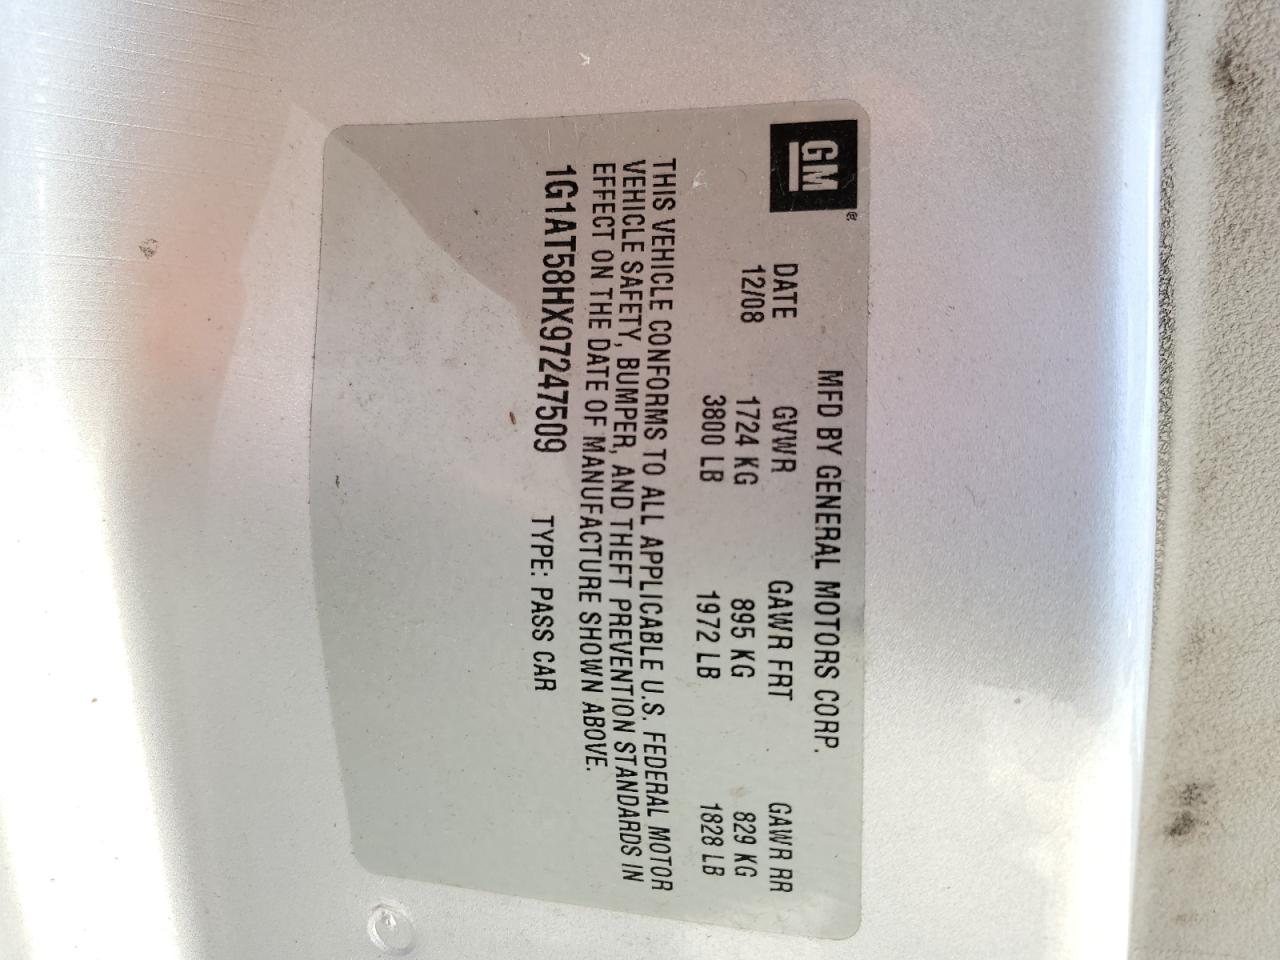 GM®
MFD BY GENERAL MOTORS CORP.
DATE GVWR GAWR FRT GAWR RR
12/08 1724 KG 895 KG 829 KG
3800 LB 1972 LB 1828 LB
THIS VEHICLE CONFORMS TO ALL APPLICABLE U.S. FEDERAL MOTOR
VEHICLE SAFETY, BUMPER, AND THEFT PREVENTION STANDARDS IN
EFFECT ON THE DATE OF MANUFACTURE SHOWN ABOVE.
1G1AT58HX97247509 TYPE: PASS CAR